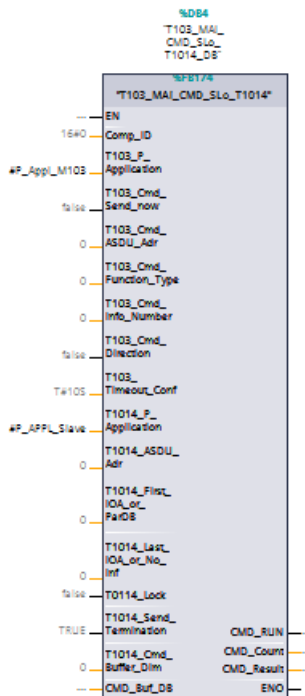 %DB4
"T103_MAI_
CMD_SLo_
T1014_DB"
%FB174
"T103_MAI_CMD_SLo_T1014"
... EN
16#0 Comp_ID
T103_P_
#P_Appl_M103 Application
T103_Cmd_
false Send_now
T103_Cmd_
0 ASDU_Adr
T103_Cmd_
0 Function_Type
T103_Cmd_
0 Info_Number
T103_Cmd_
false Direction
T103_
T#10S Timeout_Conf
T1014_P_
#P_APPL_Slave Application
T1014_ASDU_
0 Adr
T1014_First_
IOA_or_
0 ParDB
T1014_Last_
IOA_or_No_
0 Inf
false T0114_Lock
T1014_Send_
TRUE Termination CMD_RUN
T1014_Cmd_ CMD_Count
0 Buffer_Dim CMD_Result
... CMD_Buf_DB ENO